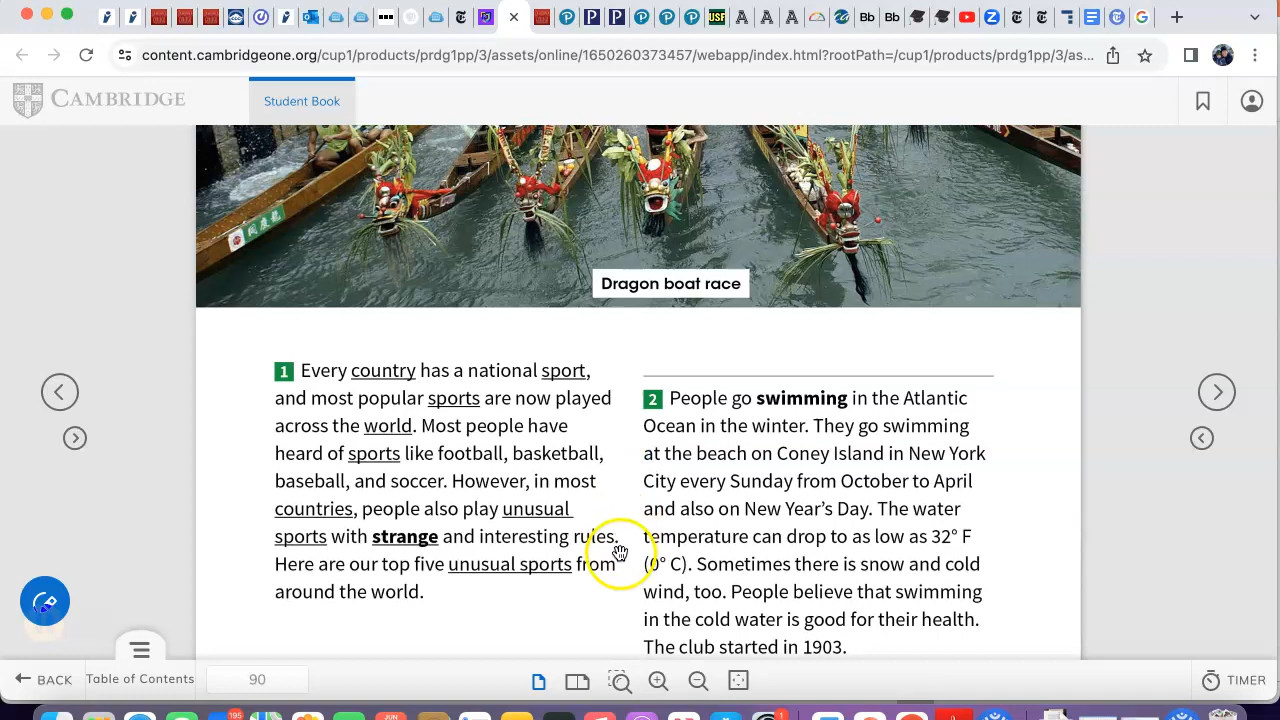 content.cambridgeone.org/cup1/products/prdg1pp/3/assets/online/1650260373457/webapp/index.html?rootPath=/cup1/products/prdg1pp/3/as...
CAMBRIDGE
Student Book
Dragon boat race
1 Every country has a national sport,
and most popular sports are now played
across the world. Most people have
heard of sports like football, basketball,
baseball, and soccer. However, in most
countries, people also play unusual
sports with strange and interesting rules.
Here are our top five unusual sports from
around the world.
2 People go swimming in the Atlantic
Ocean in the winter. They go swimming
at the beach on Coney Island in New York
City every Sunday from October to April
and also on New Year’s Day. The water
temperature can drop to as low as 32° F
(0° C). Sometimes there is snow and cold
wind, too. People believe that swimming
in the cold water is good for their health.
The club started in 1903.
BACK
Table of Contents
90
TIMER